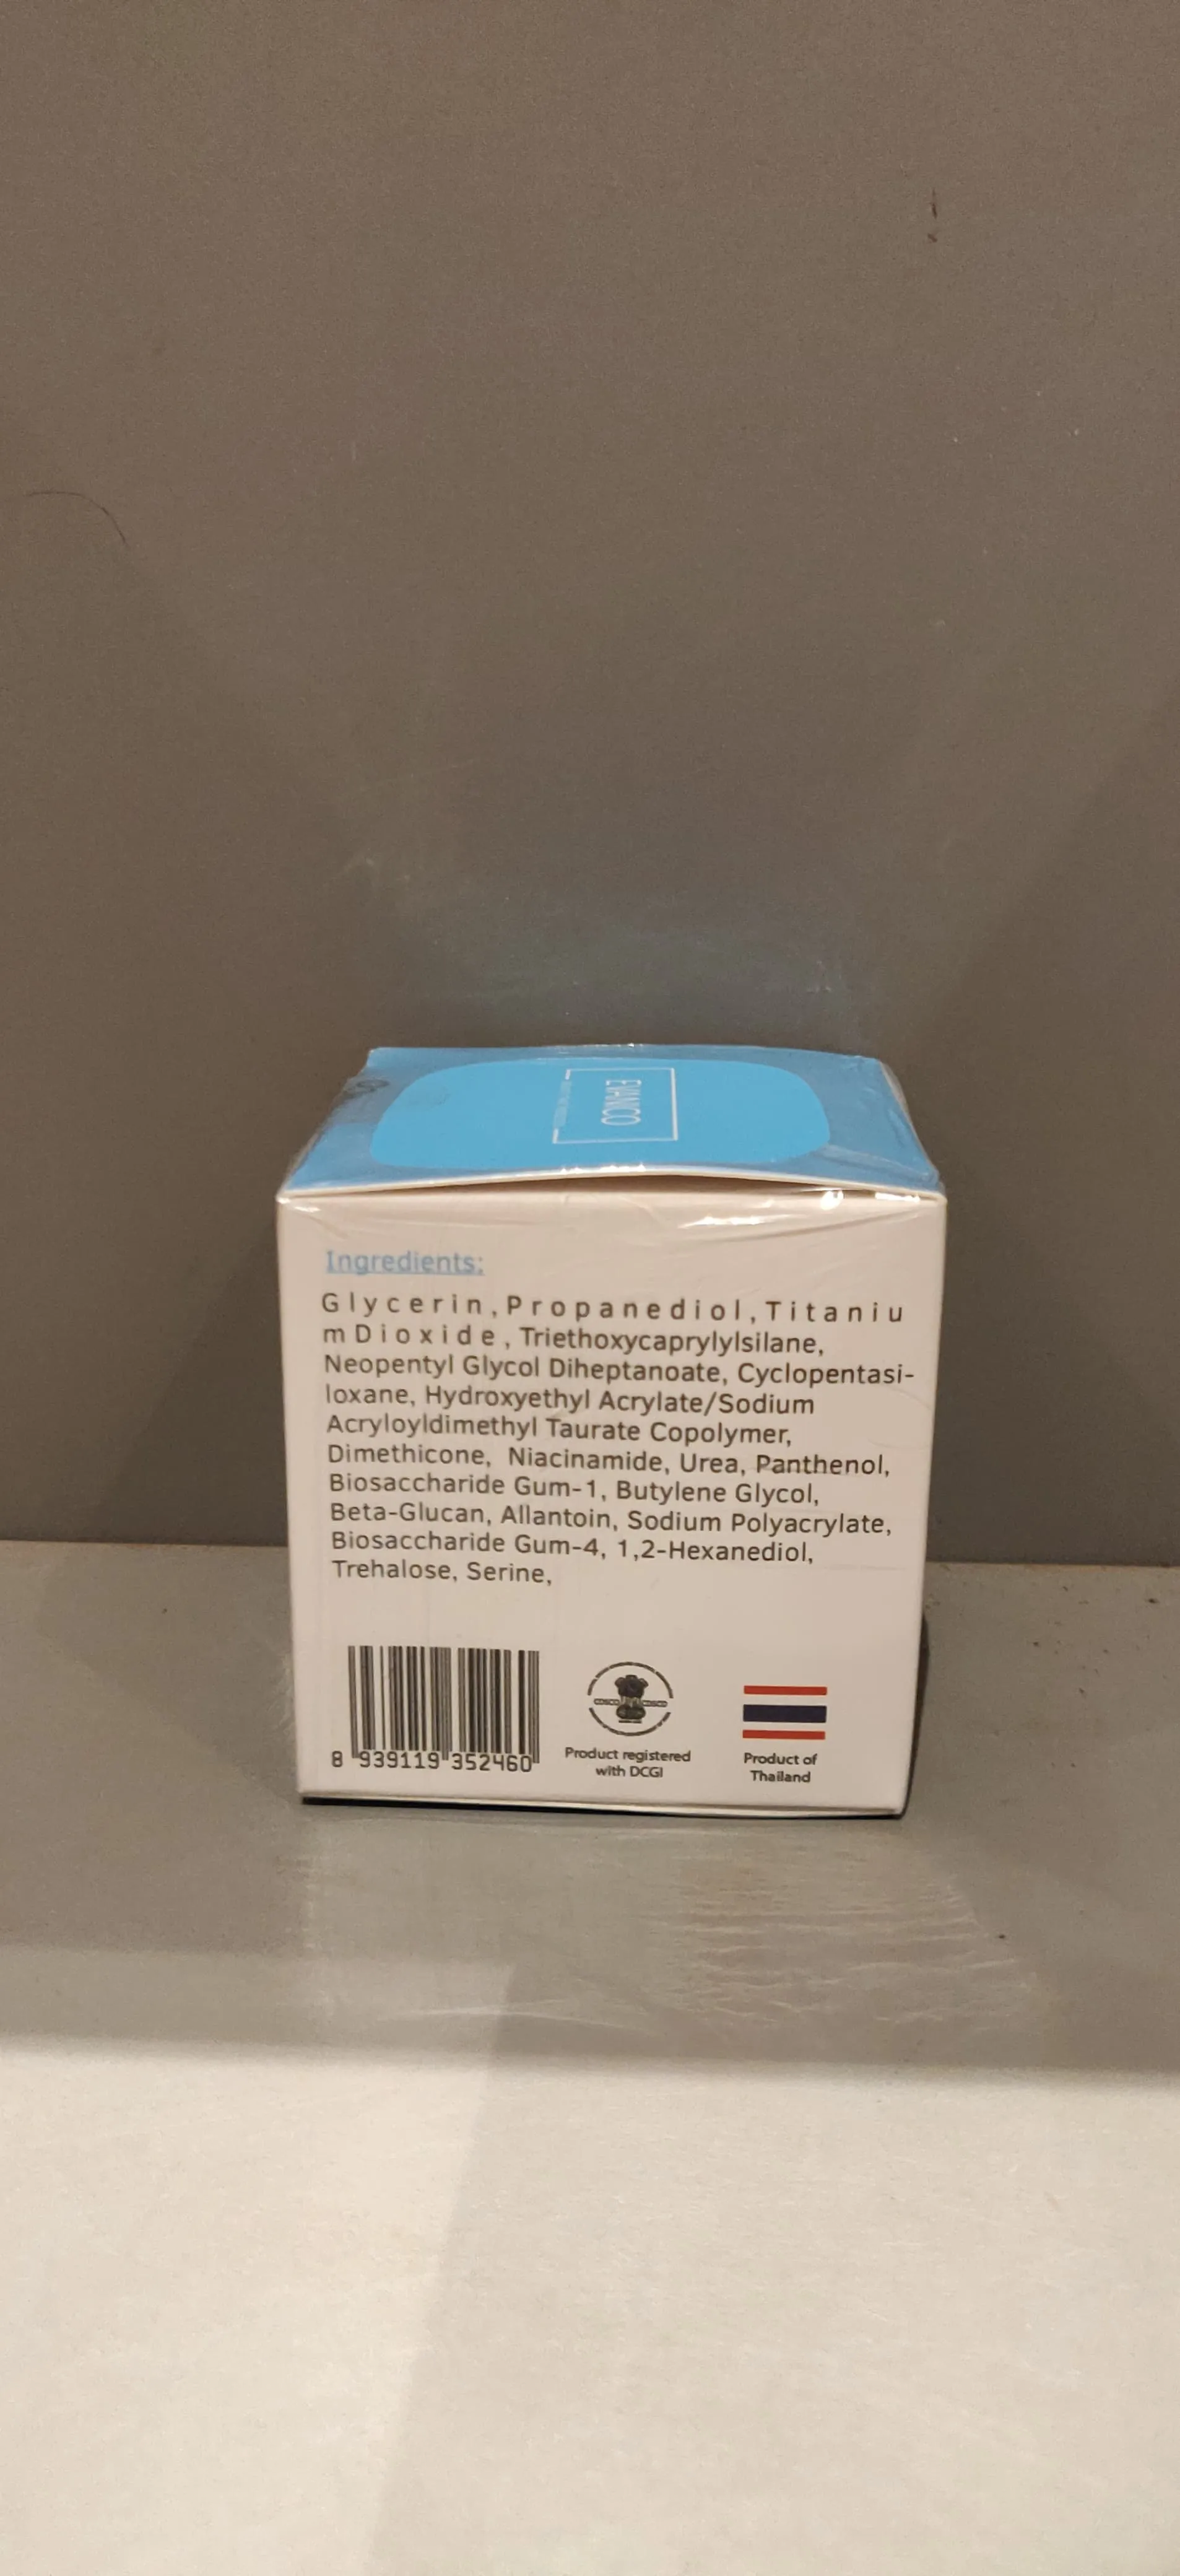 EVANICO
Ingredients:
Glycerin, Propanediol, Titaniu
mDioxide, Triethoxycaprylylsilane,
Neopentyl Glycol Diheptanoate, Cyclopentasi-
loxane, Hydroxyethyl Acrylate/Sodium
Acryloyldimethyl Taurate Copolymer,
Dimethicone, Niacinamide, Urea, Panthenol,
Biosaccharide Gum-1, Butylene Glycol,
Beta-Glucan, Allantoin, Sodium Polyacrylate,
Biosaccharide Gum-4, 1,2-Hexanediol,
Trehalose, Serine,
8 939119 352460
CDSCO CDSCO
Product registered
with DCGI
Product of
Thailand